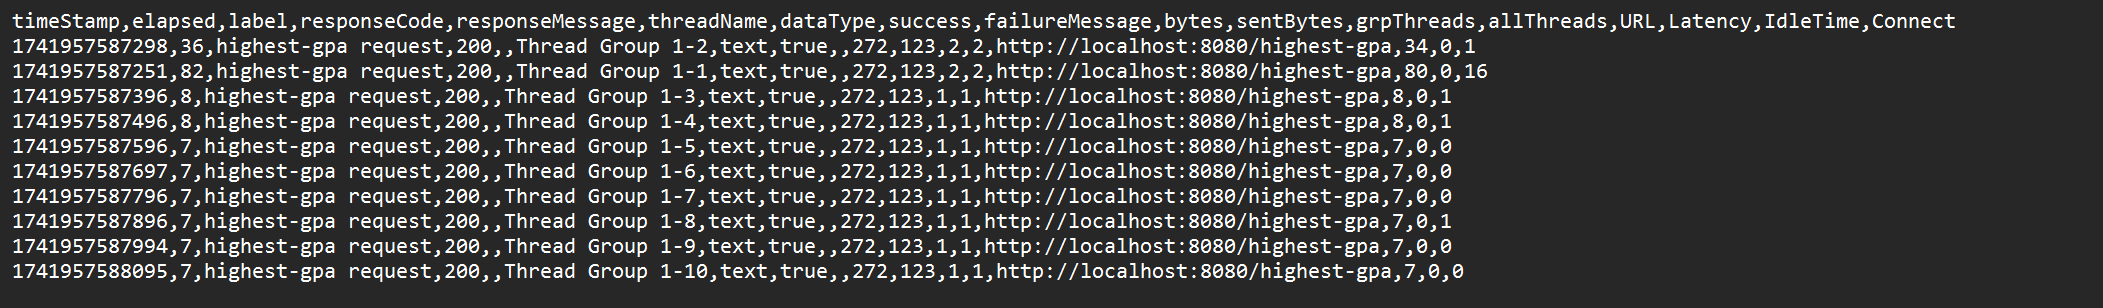 timeStamp,elapsed,label,responseCode,responseMessage,threadName,dataType,success,failureMessage,bytes,sentBytes,grpThreads,allThreads,URL,Latency,IdleTime,Connect
1741957587298,36,highest-gpa request,200,,Thread Group 1-2,text,true,,272,123,2,2,http://localhost:8080/highest-gpa,34,0,1
1741957587251,82,highest-gpa request,200,,Thread Group 1-1,text,true,,272,123,2,2,http://localhost:8080/highest-gpa,80,0,16
1741957587396,8,highest-gpa request,200,,Thread Group 1-3,text,true,,272,123,1,1,http://localhost:8080/highest-gpa,8,0,1
1741957587496,8,highest-gpa request,200,,Thread Group 1-4,text,true,,272,123,1,1,http://localhost:8080/highest-gpa,8,0,1
1741957587596,7,highest-gpa request,200,,Thread Group 1-5,text,true,,272,123,1,1,http://localhost:8080/highest-gpa,7,0,0
1741957587697,7,highest-gpa request,200,,Thread Group 1-6,text,true,,272,123,1,1,http://localhost:8080/highest-gpa,7,0,0
1741957587796,7,highest-gpa request,200,,Thread Group 1-7,text,true,,272,123,1,1,http://localhost:8080/highest-gpa,7,0,0
1741957587896,7,highest-gpa request,200,,Thread Group 1-8,text,true,,272,123,1,1,http://localhost:8080/highest-gpa,7,0,1
1741957587994,7,highest-gpa request,200,,Thread Group 1-9,text,true,,272,123,1,1,http://localhost:8080/highest-gpa,7,0,0
1741957588095,7,highest-gpa request,200,,Thread Group 1-10,text,true,,272,123,1,1,http://localhost:8080/highest-gpa,7,0,0